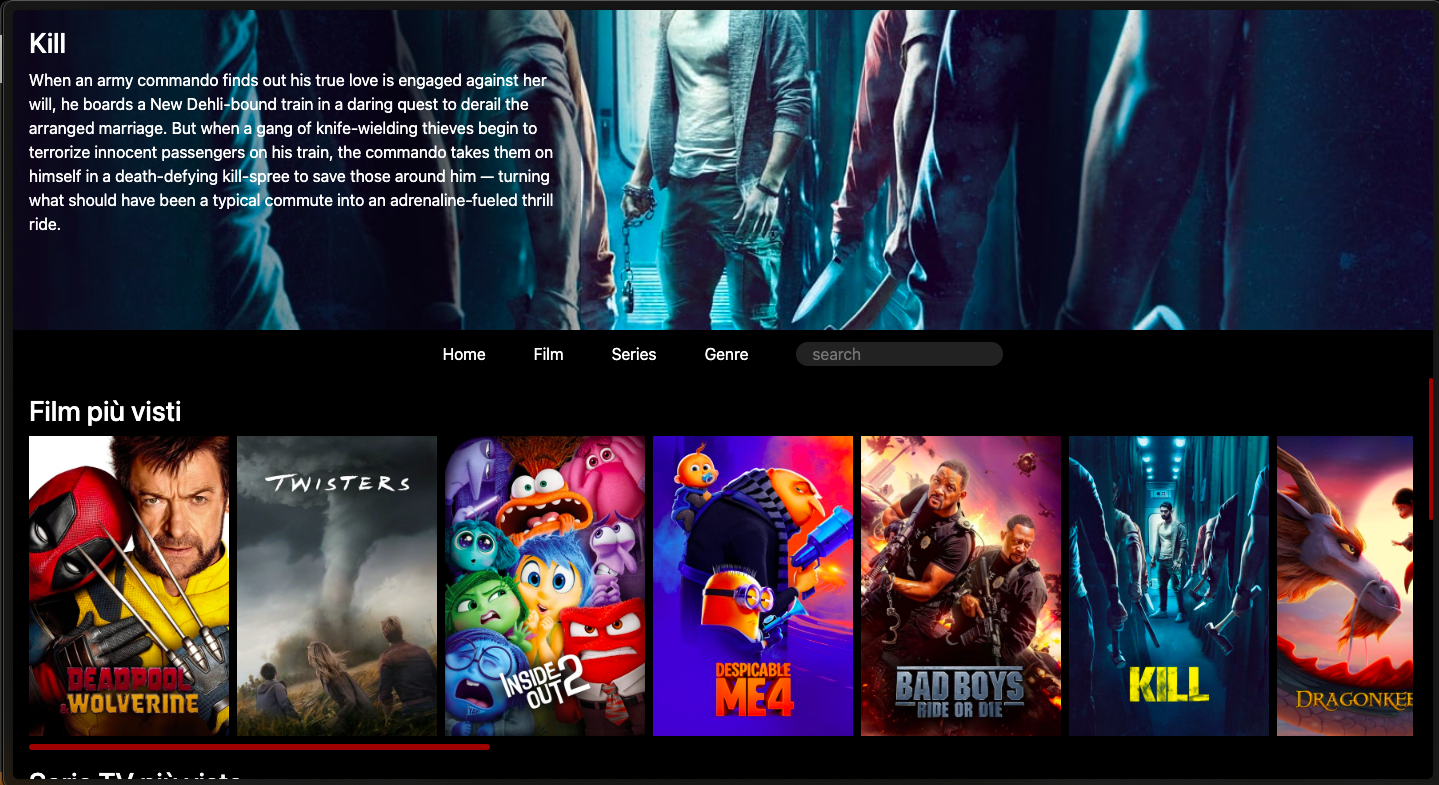 Kill
When an army commando finds out his true love is engaged against her
will, he boards a New Dehli-bound train in a daring quest to derail the
arranged marriage. But when a gang of knife-wielding thieves begin to
terrorize innocent passengers on his train, the commando takes them on
himself in a death-defying kill-spree to save those around him — turning
what should have been a typical commute into an adrenaline-fueled thrill
ride.
Home Film Series Genre search
Film più visti
TWISTERS
DEADPOOL
& WOLVERINE
INSIDE
OUT 2
DESPICABLE
ME 4
BAD BOYS
RIDE OR DIE
KILL
DRAGONKEE
Serie TV più viste